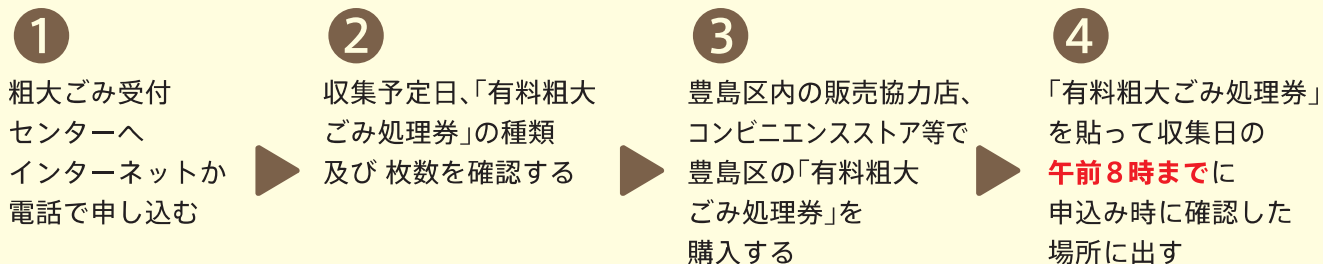 1
粗大ごみ受付
センターへ
インターネットか
電話で申し込む
2
収集予定日、「有料粗大
ごみ処理券」の種類
及び 枚数を確認する
3
豊島区内の販売協力店、
コンビニエンスストア等で
豊島区の「有料粗大
ごみ処理券」を
購入する
4
「有料粗大ごみ処理券」
を貼って収集日の
午前8時までに
申込み時に確認した
場所に出す